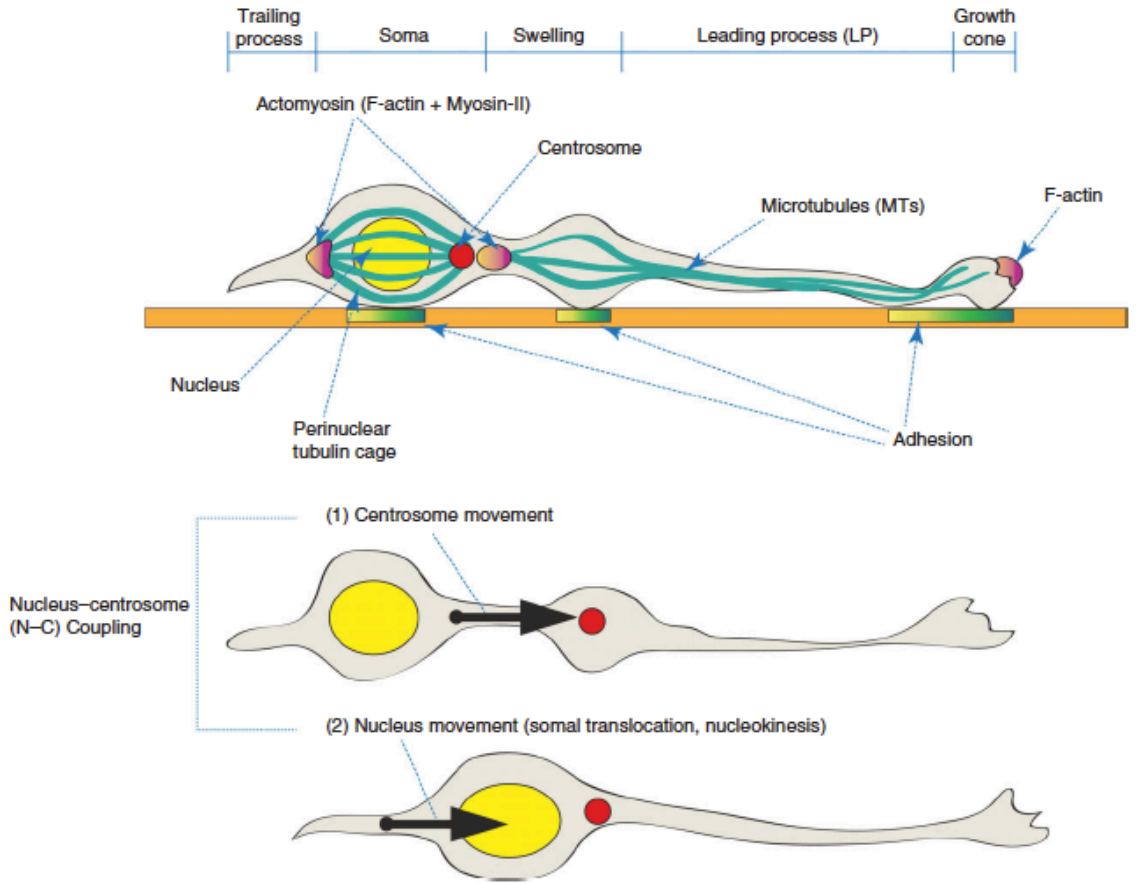 Trailing
process
Soma
Swelling
Leading process (LP)
Growth
cone
Actomyosin (F-actin + Myosin-II)
Centrosome
Microtubules (MTs)
F-actin
Nucleus
Perinuclear
tubulin cage
Adhesion
(1) Centrosome movement
Nucleus–centrosome
(N–C) Coupling
(2) Nucleus movement (somal translocation, nucleokinesis)